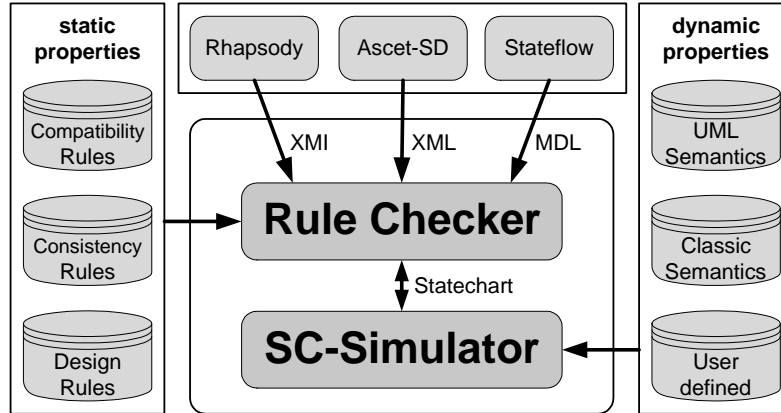 static
properties
Compatibility
Rules
Consistency
Rules
Design
Rules
Rhapsody
Ascet-SD
Stateflow
XMI
XML
MDL
Rule Checker
Statechart
SC-Simulator
dynamic
properties
UML
Semantics
Classic
Semantics
User
defined